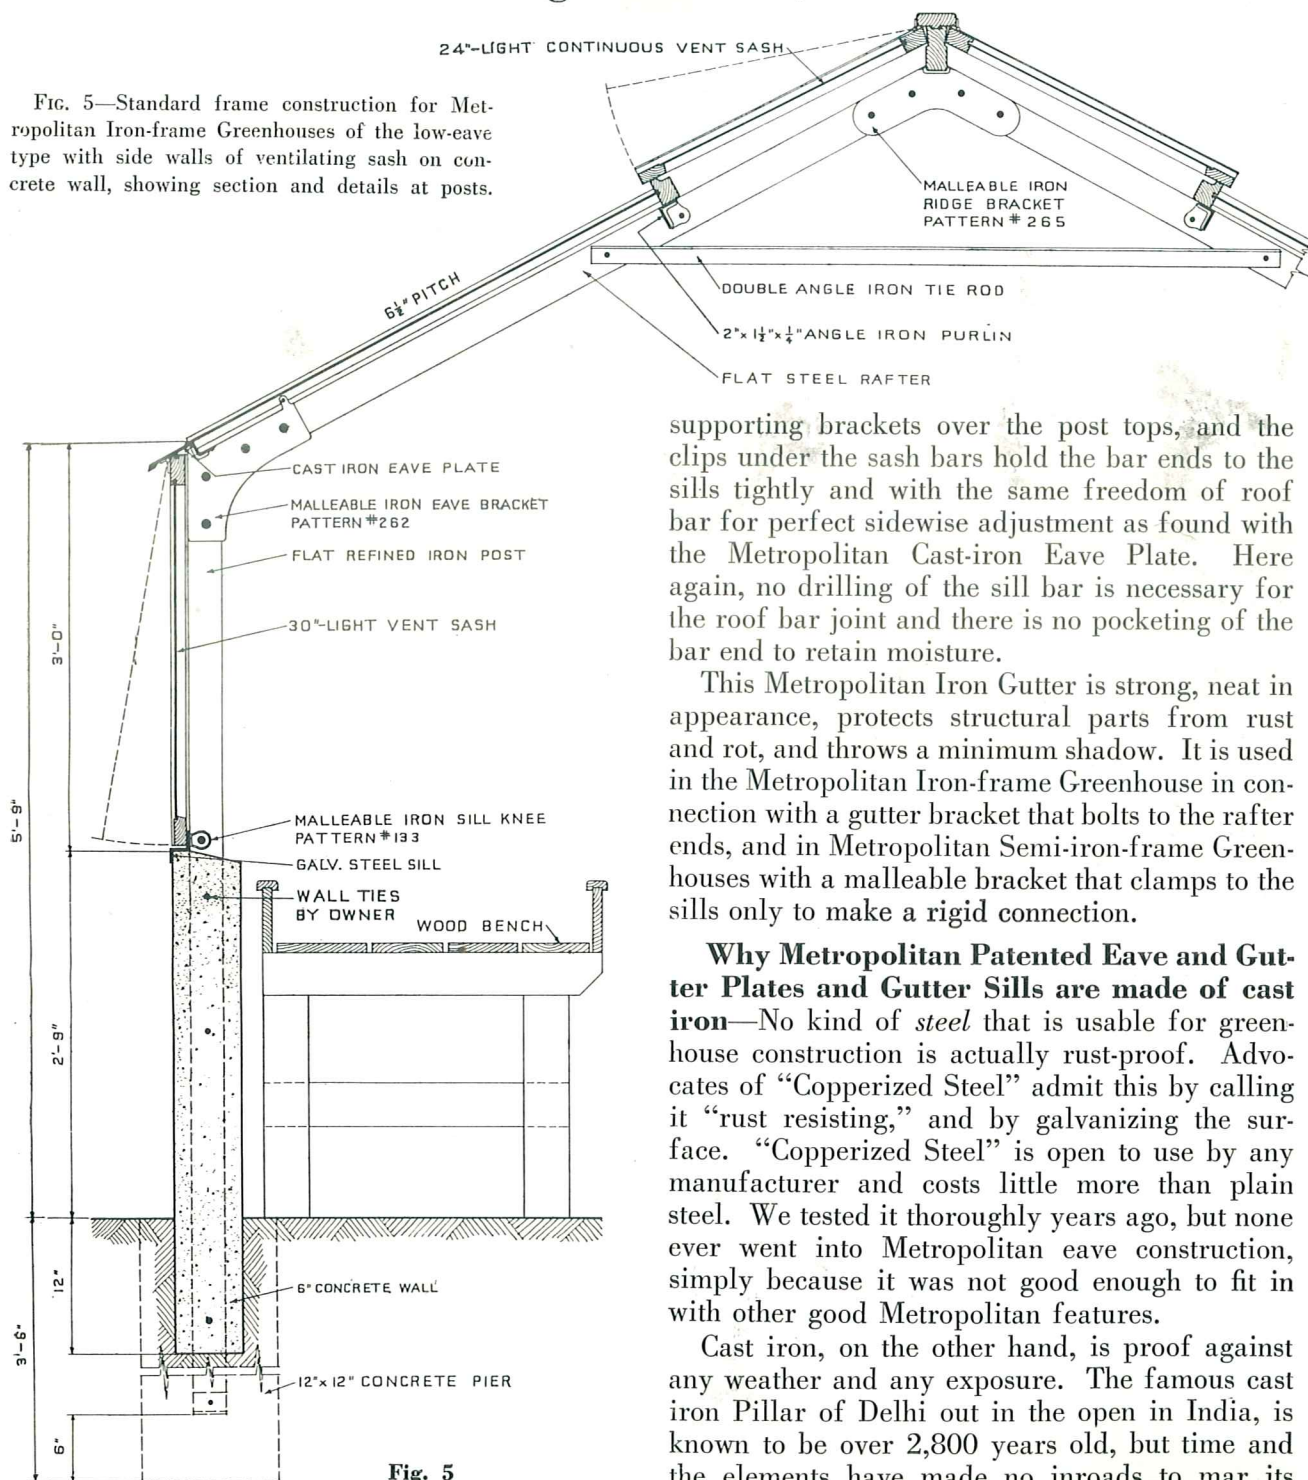 24"-LIGHT CONTINUOUS VENT SASH
FIG. 5—Standard frame construction for Met-
ropolitan Iron-frame Greenhouses of the low-eave
type with side walls of ventilating sash on con-
crete wall, showing section and details at posts.
MALLEABLE IRON
RIDGE BRACKET
PATTERN # 265
6½" PITCH
DOUBLE ANGLE IRON TIE ROD
2"x 1½"x ¼" ANGLE IRON PURLIN
FLAT STEEL RAFTER
CAST IRON EAVE PLATE
MALLEABLE IRON EAVE BRACKET
PATTERN #262
FLAT REFINED IRON POST
30"-LIGHT VENT SASH
3'-0"
5'-9"
MALLEABLE IRON SILL KNEE
PATTERN #133
GALV. STEEL SILL
WALL TIES
BY OWNER
WOOD BENCH
2'-9"
12"
6" CONCRETE WALL
3'-6"
12"x 12" CONCRETE PIER
6"
Fig. 5
supporting brackets over the post tops, and the
clips under the sash bars hold the bar ends to the
sills tightly and with the same freedom of roof
bar for perfect sidewise adjustment as found with
the Metropolitan Cast-iron Eave Plate. Here
again, no drilling of the sill bar is necessary for
the roof bar joint and there is no pocketing of the
bar end to retain moisture.
This Metropolitan Iron Gutter is strong, neat in
appearance, protects structural parts from rust
and rot, and throws a minimum shadow. It is used
in the Metropolitan Iron-frame Greenhouse in con-
nection with a gutter bracket that bolts to the rafter
ends, and in Metropolitan Semi-iron-frame Green-
houses with a malleable bracket that clamps to the
sills only to make a rigid connection.
Why Metropolitan Patented Eave and Gut-
ter Plates and Gutter Sills are made of cast
iron—No kind of steel that is usable for green-
house construction is actually rust-proof. Advo-
cates of “Copperized Steel” admit this by calling
it “rust resisting,” and by galvanizing the sur-
face. “Copperized Steel” is open to use by any
manufacturer and costs little more than plain
steel. We tested it thoroughly years ago, but none
ever went into Metropolitan eave construction,
simply because it was not good enough to fit in
with other good Metropolitan features.
Cast iron, on the other hand, is proof against
any weather and any exposure. The famous cast
iron Pillar of Delhi out in the open in India, is
known to be over 2,800 years old, but time and
the elements have made no inroads to mar its